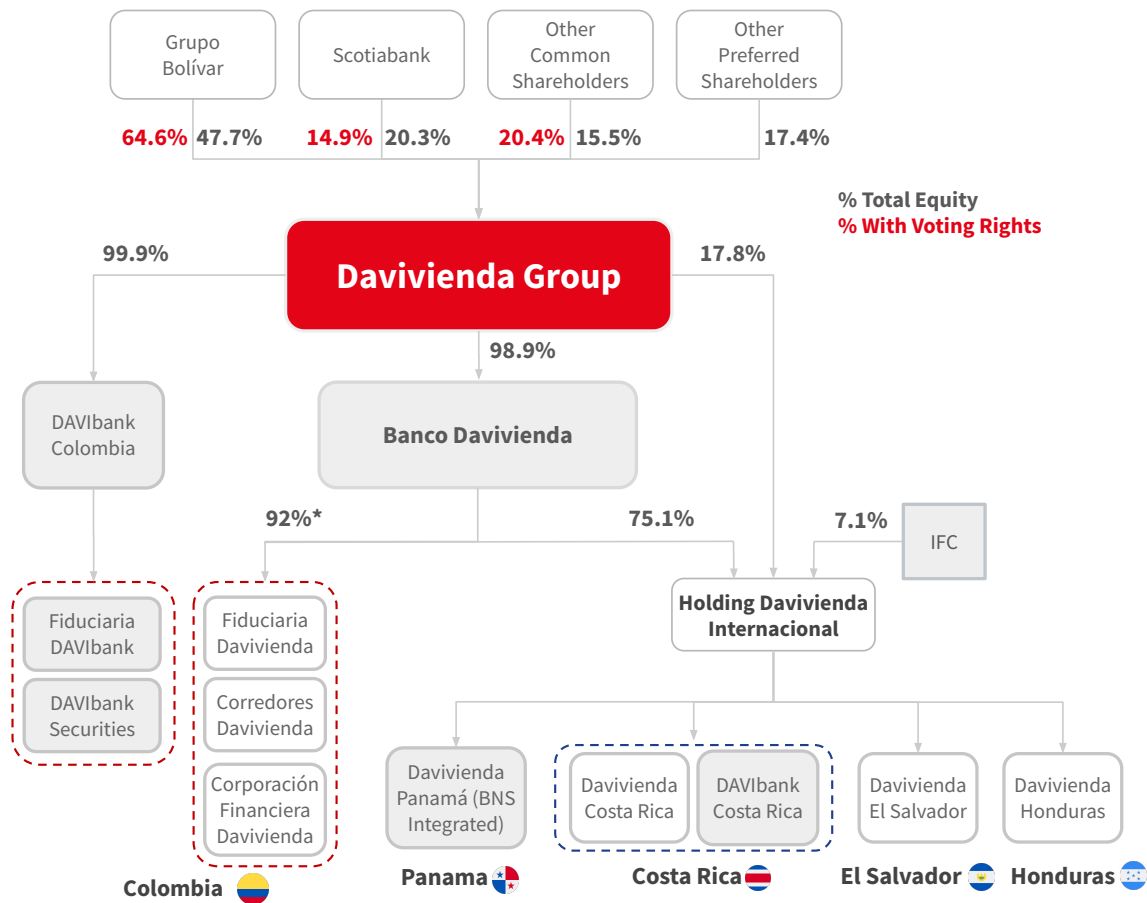 Grupo
Bolívar
Scotiabank
Other
Common
Shareholders
Other
Preferred
Shareholders
64.6% 47.7%
14.9% 20.3%
20.4% 15.5%
17.4%
% Total Equity
% With Voting Rights
Davivienda Group
99.9%
17.8%
98.9%
DAVIbank
Colombia
Banco Davivienda
92%*
75.1%
7.1%
IFC
Fiduciaria
DAVIbank
DAVIbank
Securities
Fiduciaria
Davivienda
Corredores
Davivienda
Corporación
Financiera
Davivienda
Holding Davivienda
Internacional
Davivienda
Panamá (BNS
Integrated)
Davivienda
Costa Rica
DAVIbank
Costa Rica
Davivienda
El Salvador
Davivienda
Honduras
Colombia
Panama
Costa Rica
El Salvador
Honduras